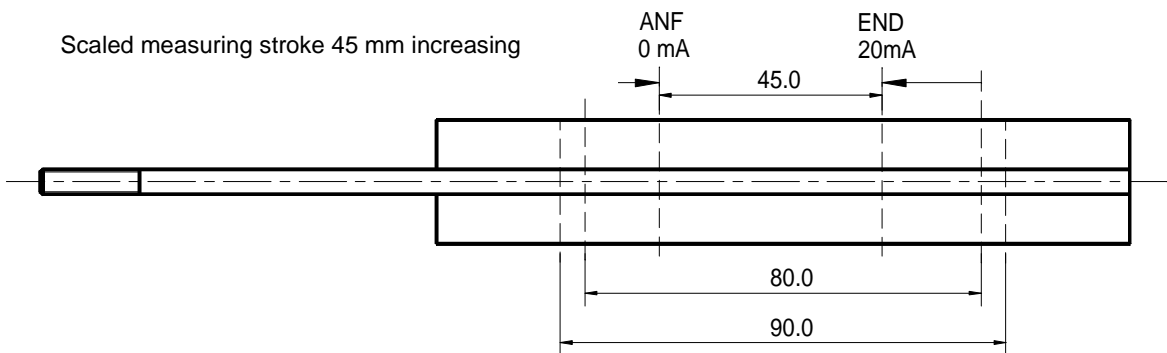 Scaled measuring stroke 45 mm increasing
ANF
0 mA
END
20mA
45.0
80.0
90.0